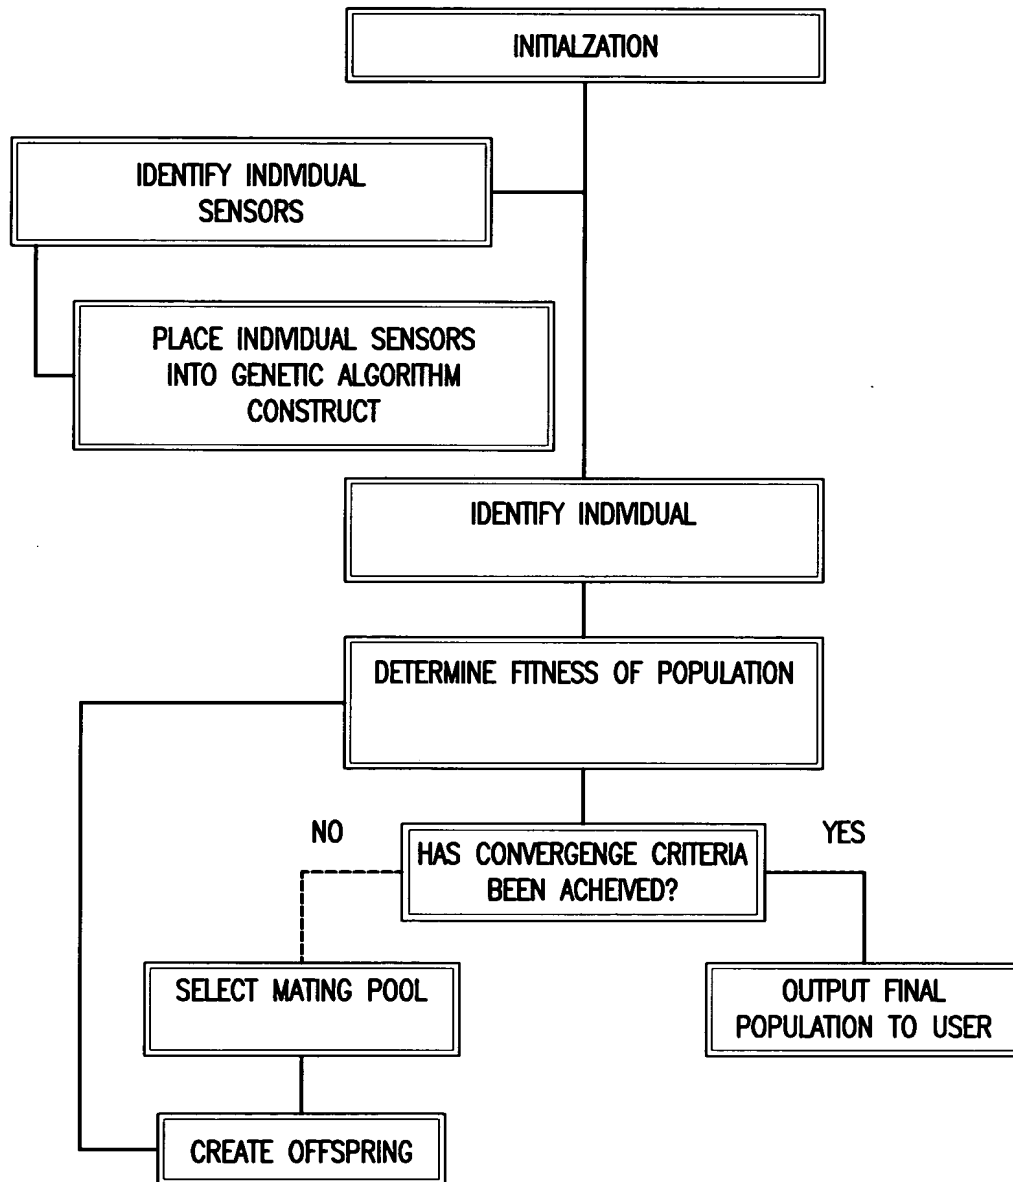 INITIALZATION
IDENTIFY INDIVIDUAL
SENSORS
PLACE INDIVIDUAL SENSORS
INTO GENETIC ALGORITHM
CONSTRUCT
IDENTIFY INDIVIDUAL
DETERMINE FITNESS OF POPULATION
NO
YES
HAS CONVERGENGE CRITERIA
BEEN ACHEIVED?
SELECT MATING POOL
OUTPUT FINAL
POPULATION TO USER
CREATE OFFSPRING